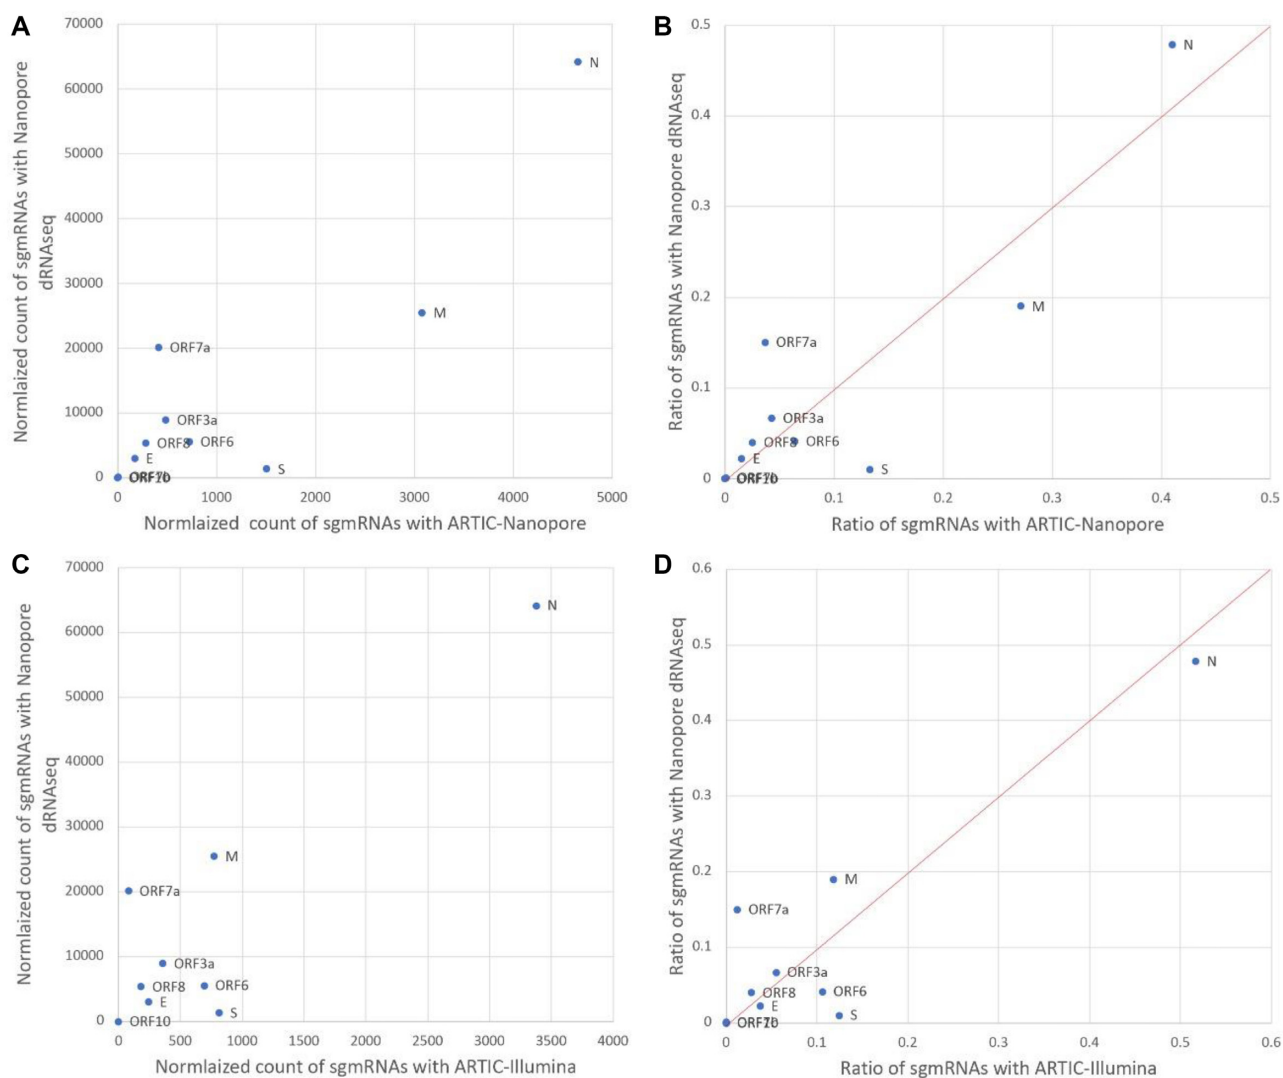 A
70000
60000
50000
40000
30000
20000
10000
0
0 1000 2000 3000 4000 5000
Normlaized count of sgmRNAs with Nanopore
dRNAseq
Normlaized count of sgmRNAs with ARTIC-Nanopore
N
M
ORF7a
ORF3a
ORF8
ORF6
E
S
B
0.5
0.4
0.3
0.2
0.1
0
0 0.1 0.2 0.3 0.4 0.5
Ratio of sgmRNAs with Nanopore dRNAseq
Ratio of sgmRNAs with ARTIC-Nanopore
N
M
ORF7a
ORF3a
ORF8
ORF6
E
S
C
70000
60000
50000
40000
30000
20000
10000
0
0 500 1000 1500 2000 2500 3000 3500 4000
Normlaized count of sgmRNAs with Nanopore
dRNAseq
Normlaized count of sgmRNAs with ARTIC-Illumina
N
M
ORF7a
ORF3a
ORF8
ORF6
E
S
ORF10
D
0.6
0.5
0.4
0.3
0.2
0.1
0
0 0.1 0.2 0.3 0.4 0.5 0.6
Ratio of sgmRNAs with Nanopore dRNAseq
Ratio of sgmRNAs with ARTIC-Illumina
N
M
ORF7a
ORF3a
ORF8
ORF6
E
S